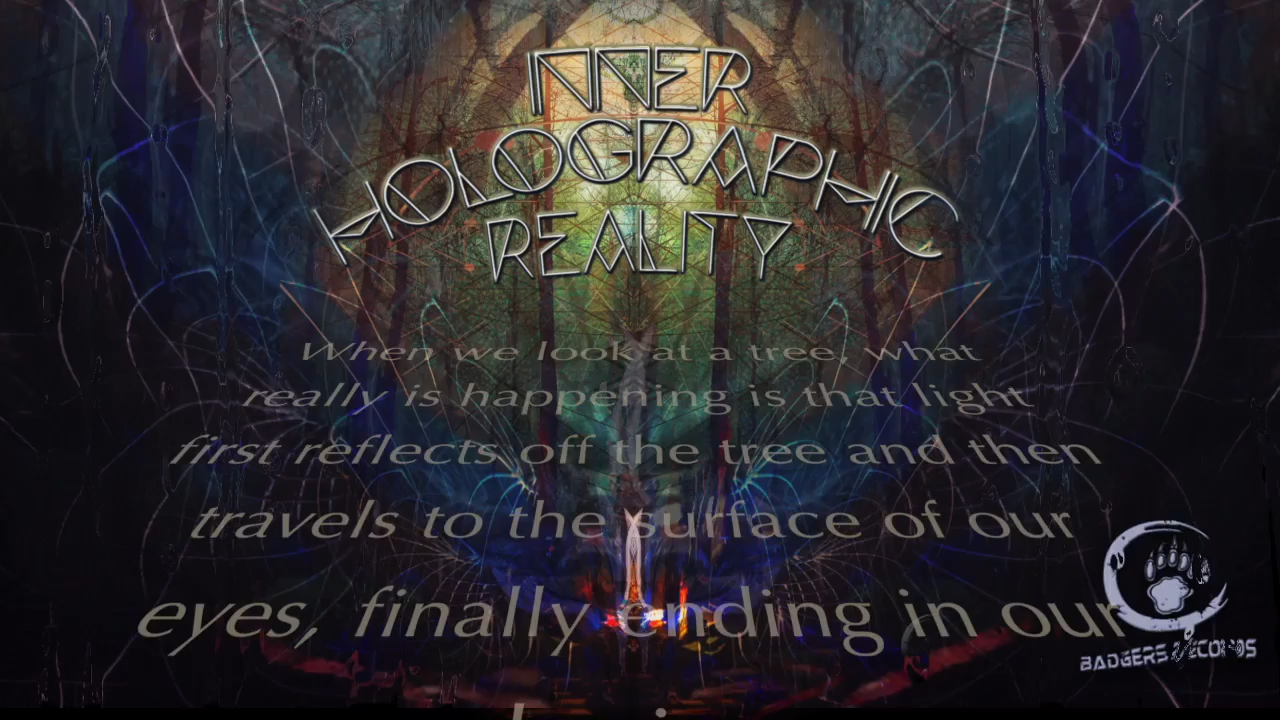 INNER
HOLOGRAPHIC
REALITY
When we look at a tree, what
really is happening is that light
first reflects off the tree and then
travels to the surface of our
eyes, finally ending in our
BADGERS RECORDS